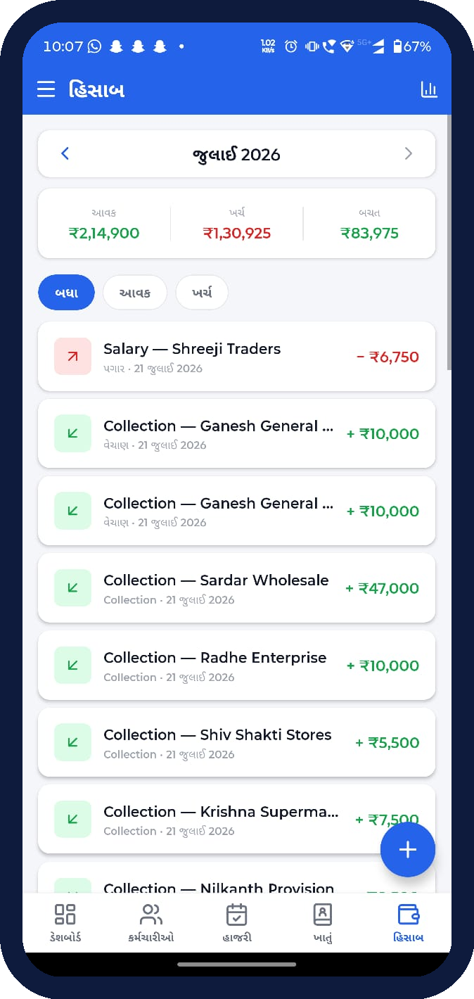 10:07
1.02 KB/s
5G+
67%
હિસાબ
જુલાઈ 2026
આવક ખર્ચ બચત
₹2,14,900 ₹1,30,925 ₹83,975
બધા આવક ખર્ચ
Salary — Shreeji Traders
− ₹6,750
પગાર · 21 જુલાઈ 2026
Collection — Ganesh General ...
+ ₹10,000
વેચાણ · 21 જુલાઈ 2026
Collection — Ganesh General ...
+ ₹10,000
વેચાણ · 21 જુલાઈ 2026
Collection — Sardar Wholesale
+ ₹47,000
Collection · 21 જુલાઈ 2026
Collection — Radhe Enterprise
+ ₹10,000
Collection · 21 જુલાઈ 2026
Collection — Shiv Shakti Stores
+ ₹5,500
Collection · 21 જુલાઈ 2026
Collection — Krishna Superma...
+ ₹7,500
Collection · 21 જુલાઈ 2026
Collection — Nilkanth Provision
ડેશબોર્ડ કર્મચારીઓ હાજરી ખાતું હિસાબ